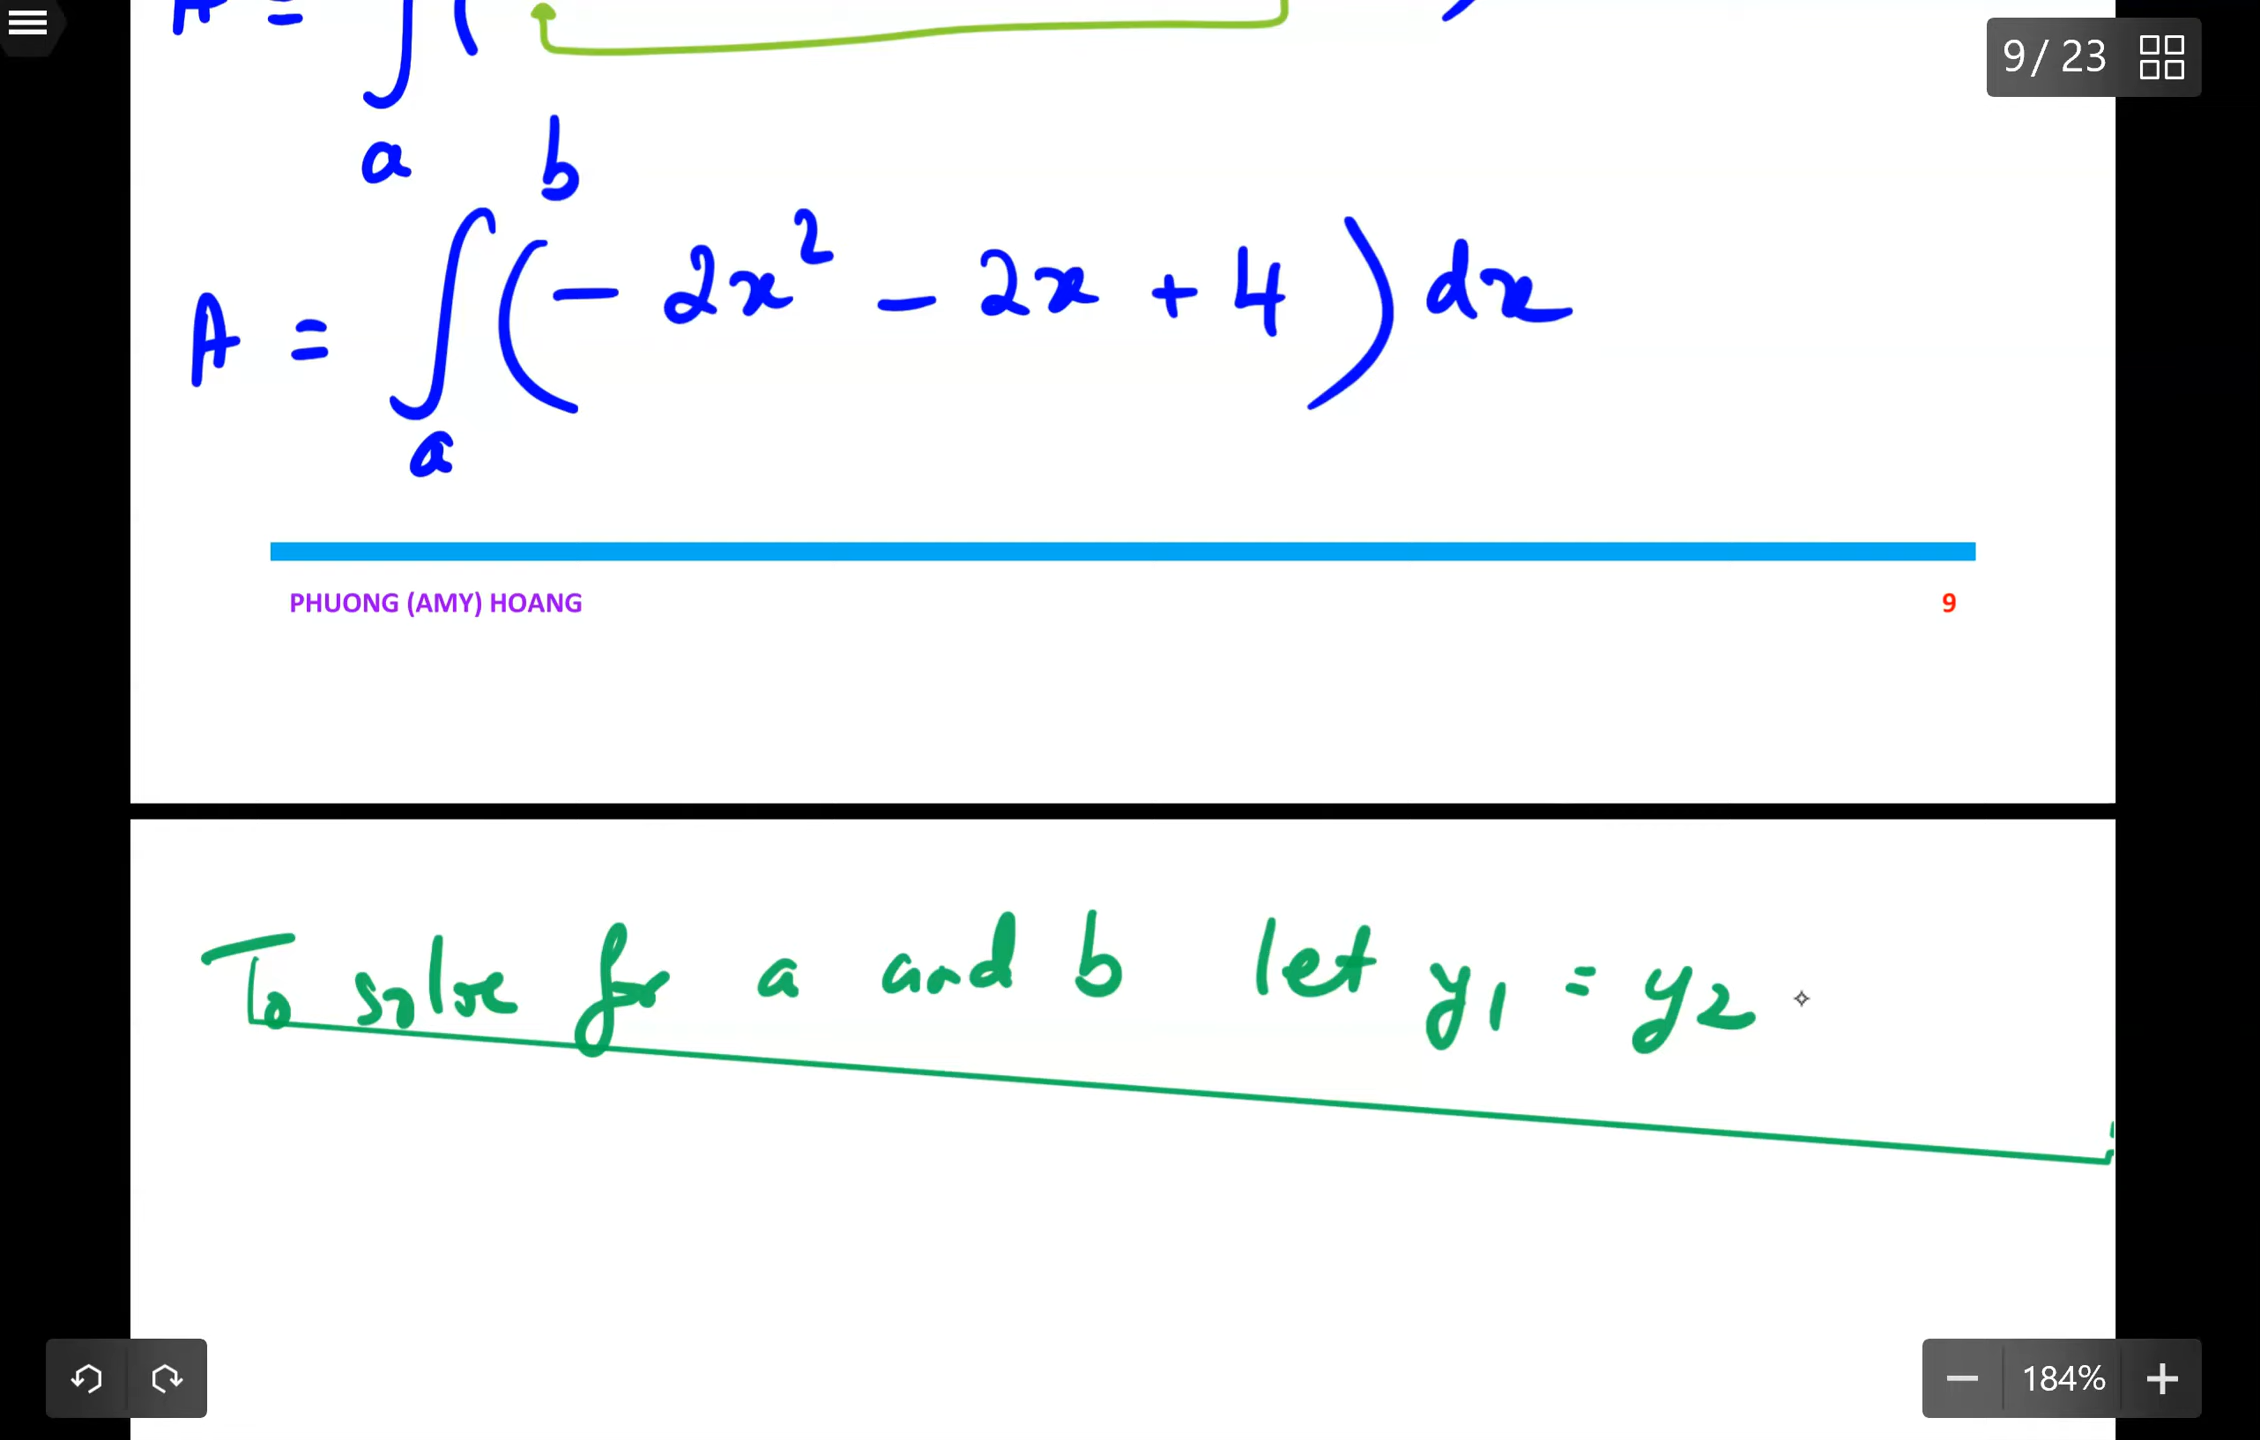 A =
9/ 23
a
b
A = ∫ ( - 2x² - 2x + 4 ) dx
a
PHUONG (AMY) HOANG 9
To solve for a and b let y₁ = y₂
184%